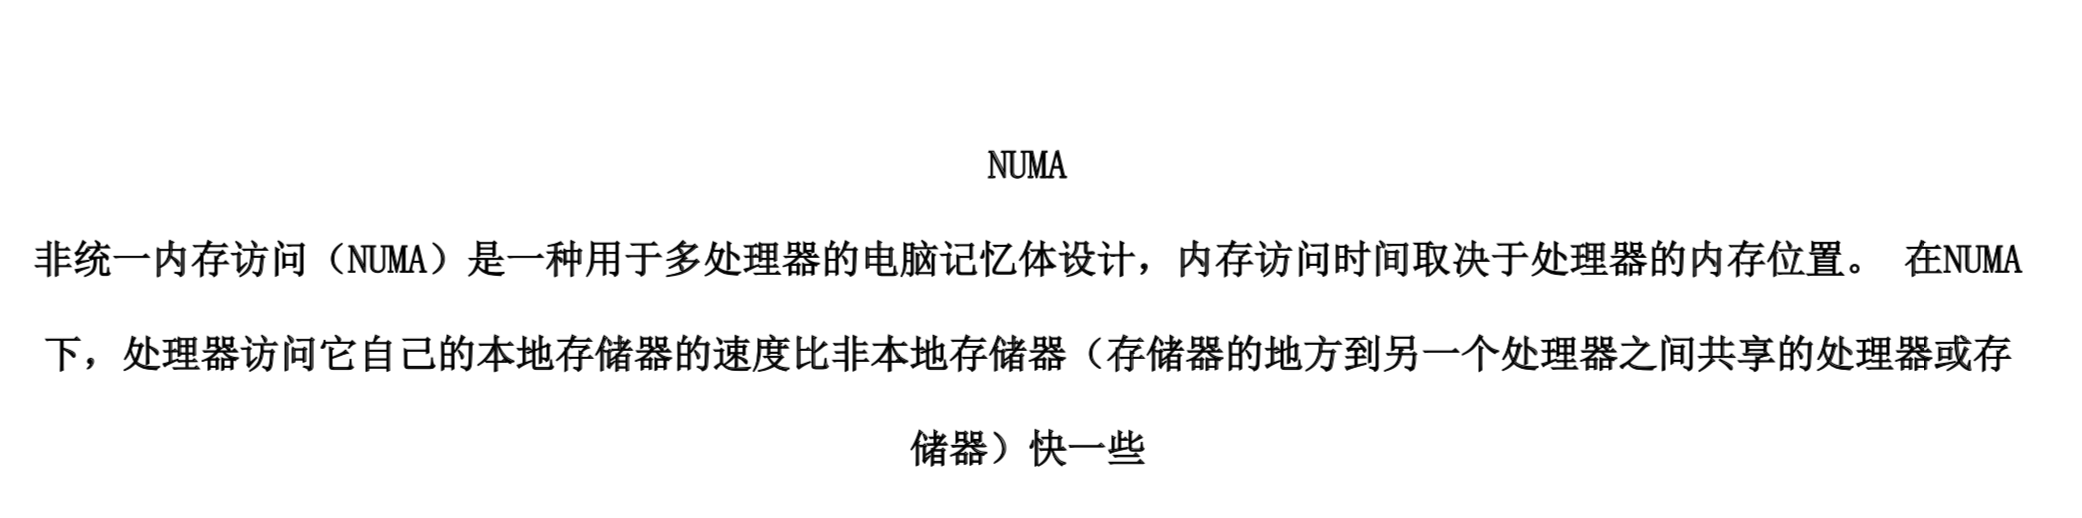 NUMA
非统一内存访问（NUMA）是一种用于多处理器的电脑记忆体设计，内存访问时间取决于处理器的内存位置。 在NUMA
下，处理器访问它自己的本地存储器的速度比非本地存储器（存储器的地方到另一个处理器之间共享的处理器或存
储器）快一些